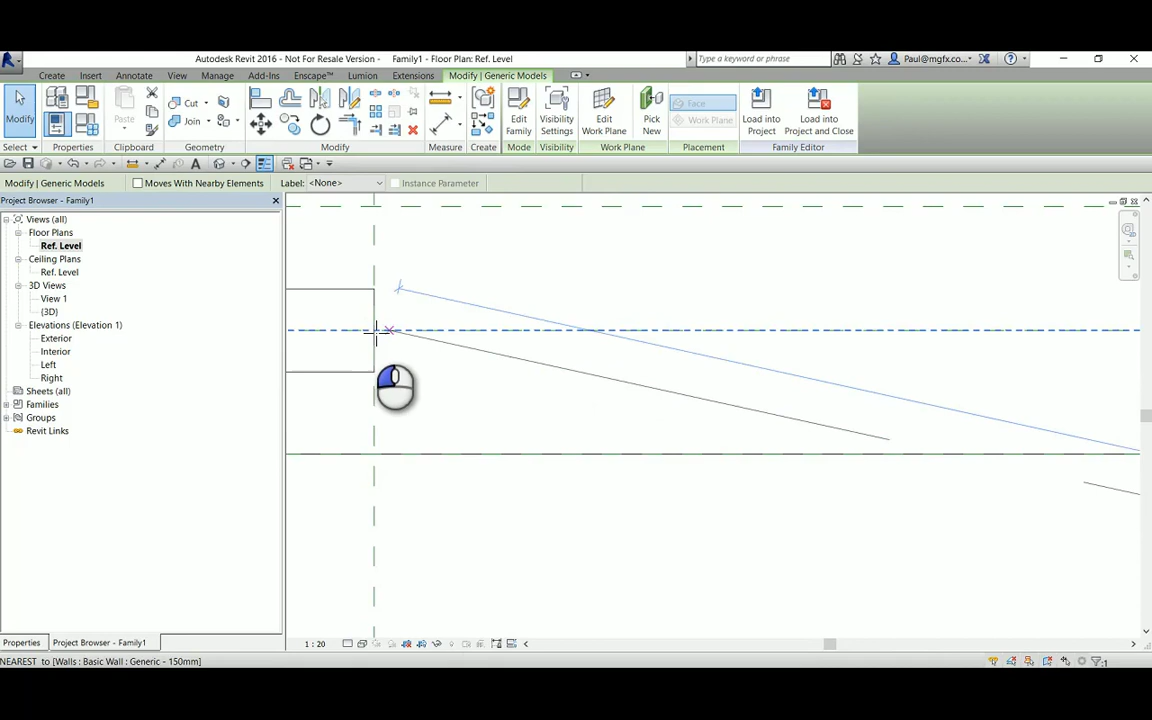 Autodesk Revit 2016 - Not For Resale Version - Family1 - Floor Plan: Ref. Level
Type a keyword or phrase
Paul@mgfx.co...
Create Insert Annotate View Manage Add-Ins Enscape™ Lumion Extensions Modify | Generic Models
Modify
Paste
Cut
Join
Edit
Family
Visibility
Settings
Edit
Work Plane
Pick
New
Face
Work Plane
Load into
Project
Load into
Project and Close
Select Properties Clipboard Geometry Modify Measure Create Mode Visibility Work Plane Placement Family Editor
Modify | Generic Models Moves With Nearby Elements Label: <None> Instance Parameter
Project Browser - Family1
Views (all)
Floor Plans
Ref. Level
Ceiling Plans
Ref. Level
3D Views
View 1
(3D)
Elevations (Elevation 1)
Exterior
Interior
Left
Right
Sheets (all)
Families
Groups
Revit Links
Properties Project Browser - Family1
1 : 20
NEAREST to [Walls : Basic Wall : Generic - 150mm]
:1